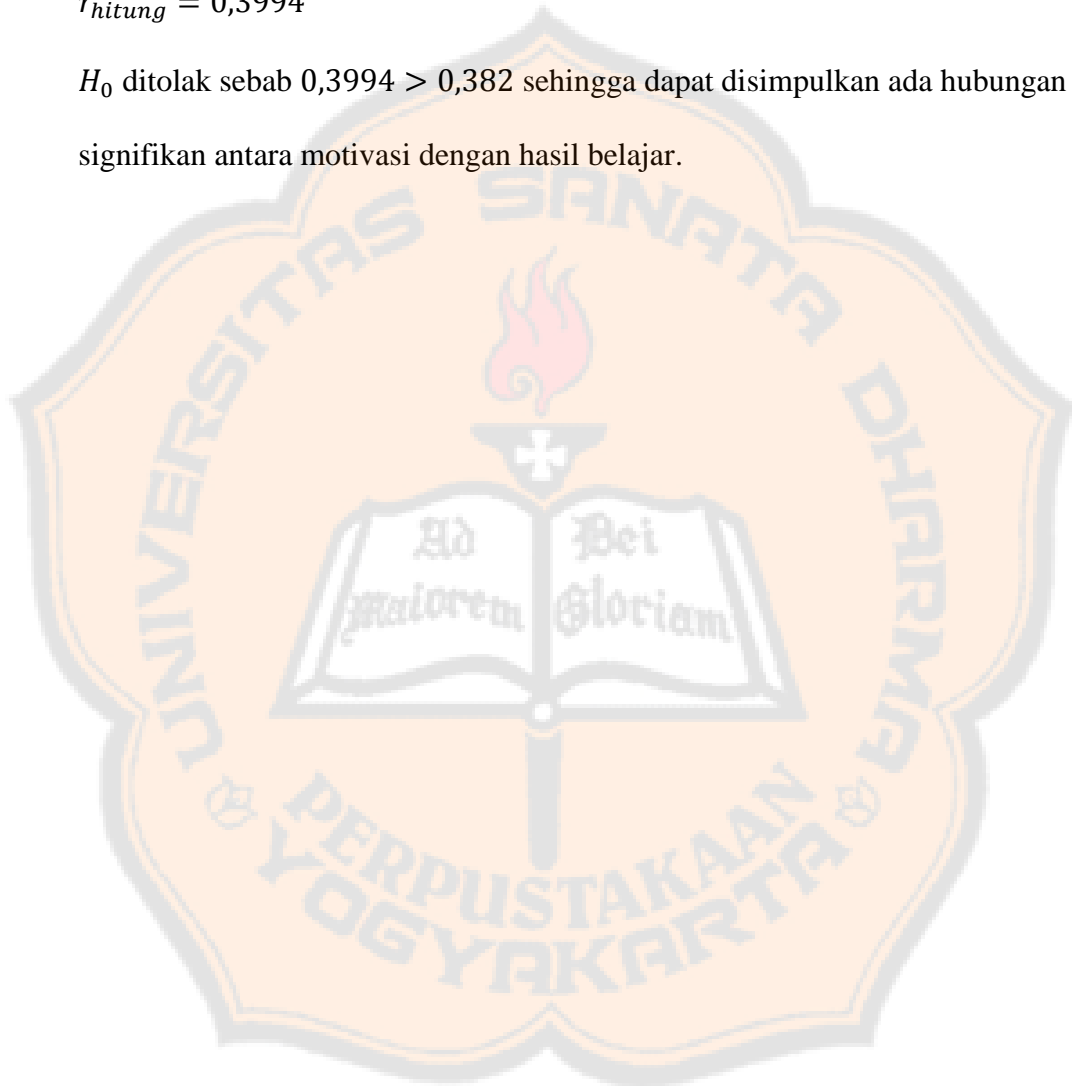 r_hitung = 0,3994
H₀ ditolak sebab 0,3994 > 0,382 sehingga dapat disimpulkan ada hubungan
signifikan antara motivasi dengan hasil belajar.
UNIVERSITAS SANATA DHARMA
Ad Dei
Maiorem Gloriam
PERPUSTAKAAN
YOGYAKARTA